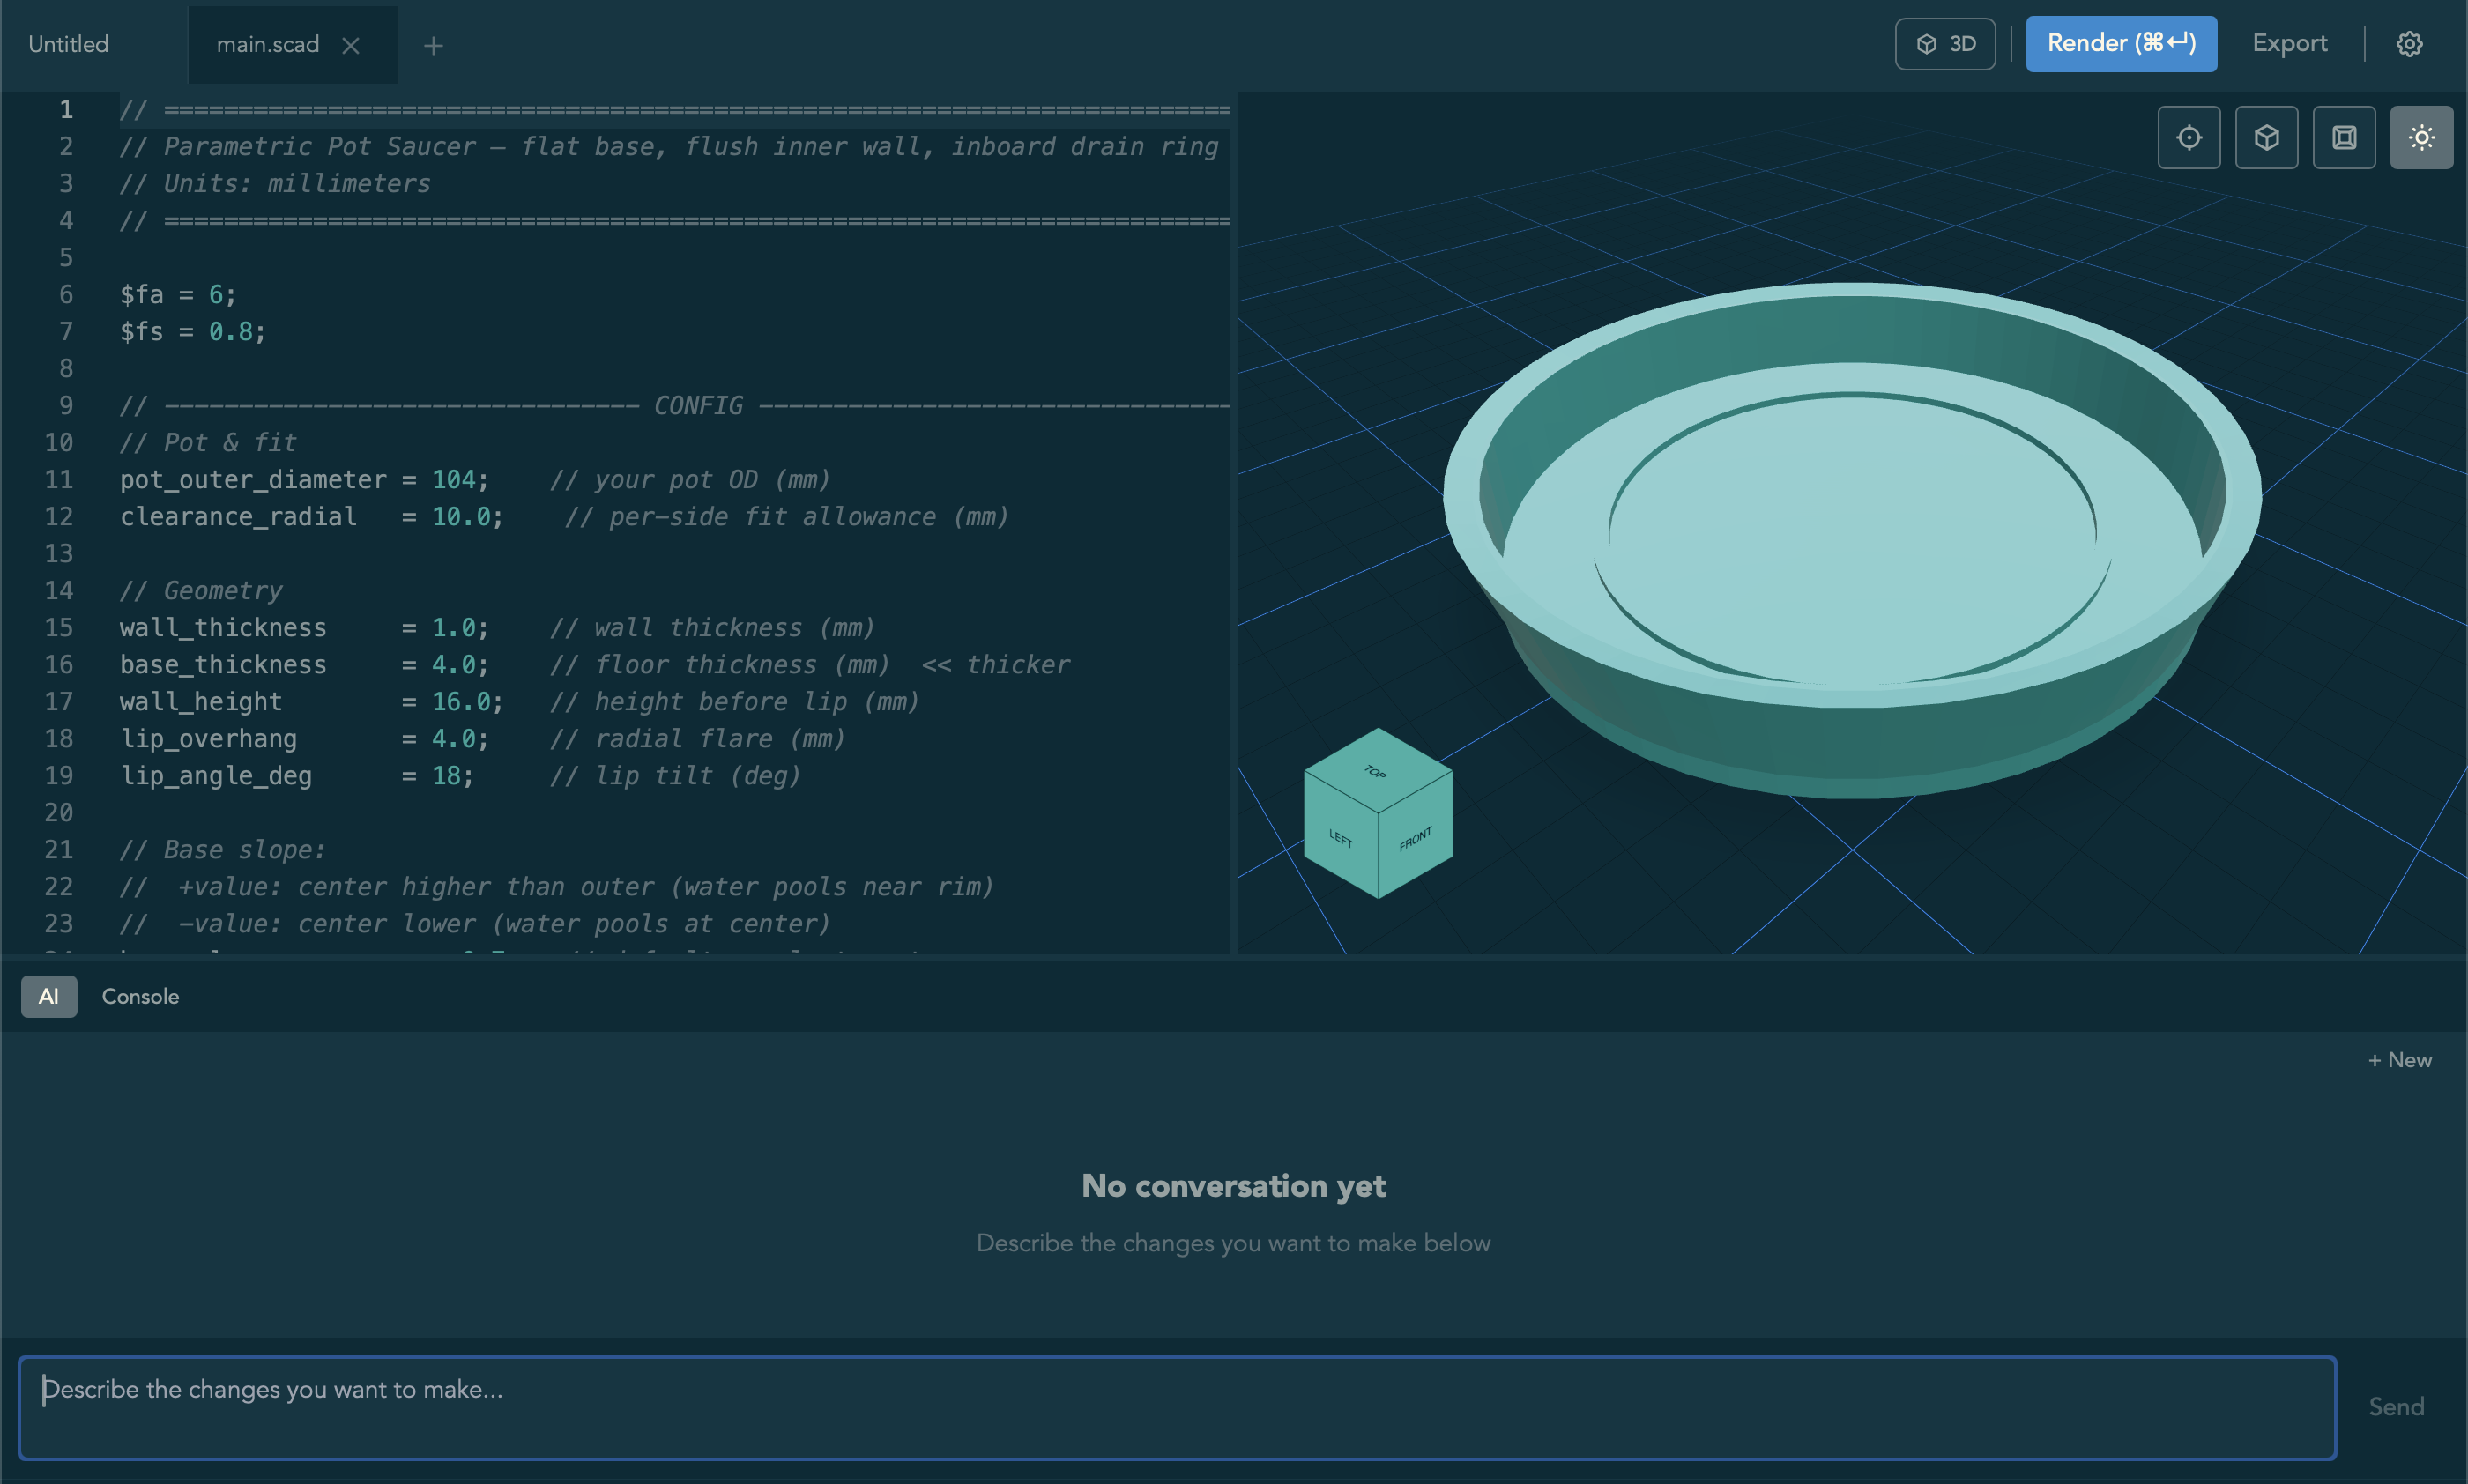 Untitled
main.scad
3D
Render (⌘↵)
Export
1 // ========================================================================
2 // Parametric Pot Saucer — flat base, flush inner wall, inboard drain ring
3 // Units: millimeters
4 // ========================================================================
5
6 $fa = 6;
7 $fs = 0.8;
8
9 // -------------------------------- CONFIG --------------------------------
10 // Pot & fit
11 pot_outer_diameter = 104;    // your pot OD (mm)
12 clearance_radial   = 10.0;    // per-side fit allowance (mm)
13
14 // Geometry
15 wall_thickness     = 1.0;    // wall thickness (mm)
16 base_thickness     = 4.0;    // floor thickness (mm)  << thicker
17 wall_height        = 16.0;   // height before lip (mm)
18 lip_overhang       = 4.0;    // radial flare (mm)
19 lip_angle_deg      = 18;     // lip tilt (deg)
20
21 // Base slope:
22 //  +value: center higher than outer (water pools near rim)
23 //  -value: center lower (water pools at center)
TOP
LEFT
FRONT
AI
Console
+ New
No conversation yet
Describe the changes you want to make below
Describe the changes you want to make...
Send